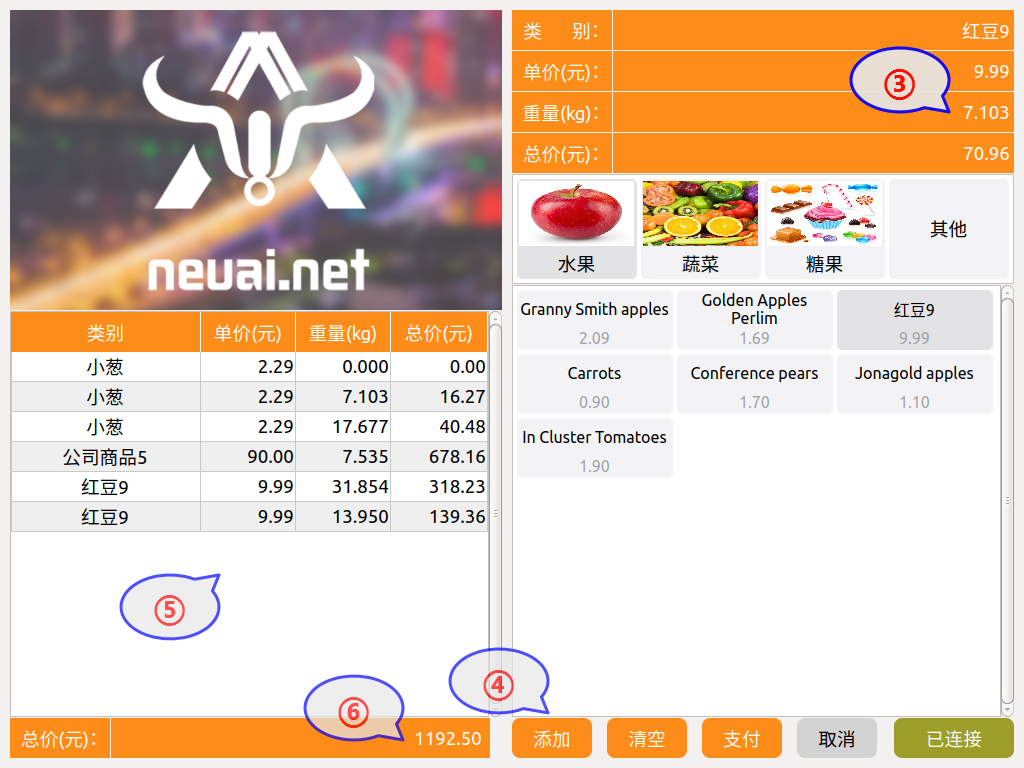 neuai.net
类别 单价(元) 重量(kg) 总价(元)
小葱 2.29 0.000 0.00
小葱 2.29 7.103 16.27
小葱 2.29 17.677 40.48
公司商品5 90.00 7.535 678.16
红豆9 9.99 31.854 318.23
红豆9 9.99 13.950 139.36
⑤
⑥
总价(元): 1192.50
类 别: 红豆9
单价(元): 9.99
③
重量(kg): 7.103
总价(元): 70.96
水果 蔬菜 糖果 其他
Granny Smith apples
2.09
Golden Apples
Perlim
1.69
红豆9
9.99
Carrots
0.90
Conference pears
1.70
Jonagold apples
1.10
In Cluster Tomatoes
1.90
④
添加 清空 支付 取消 已连接